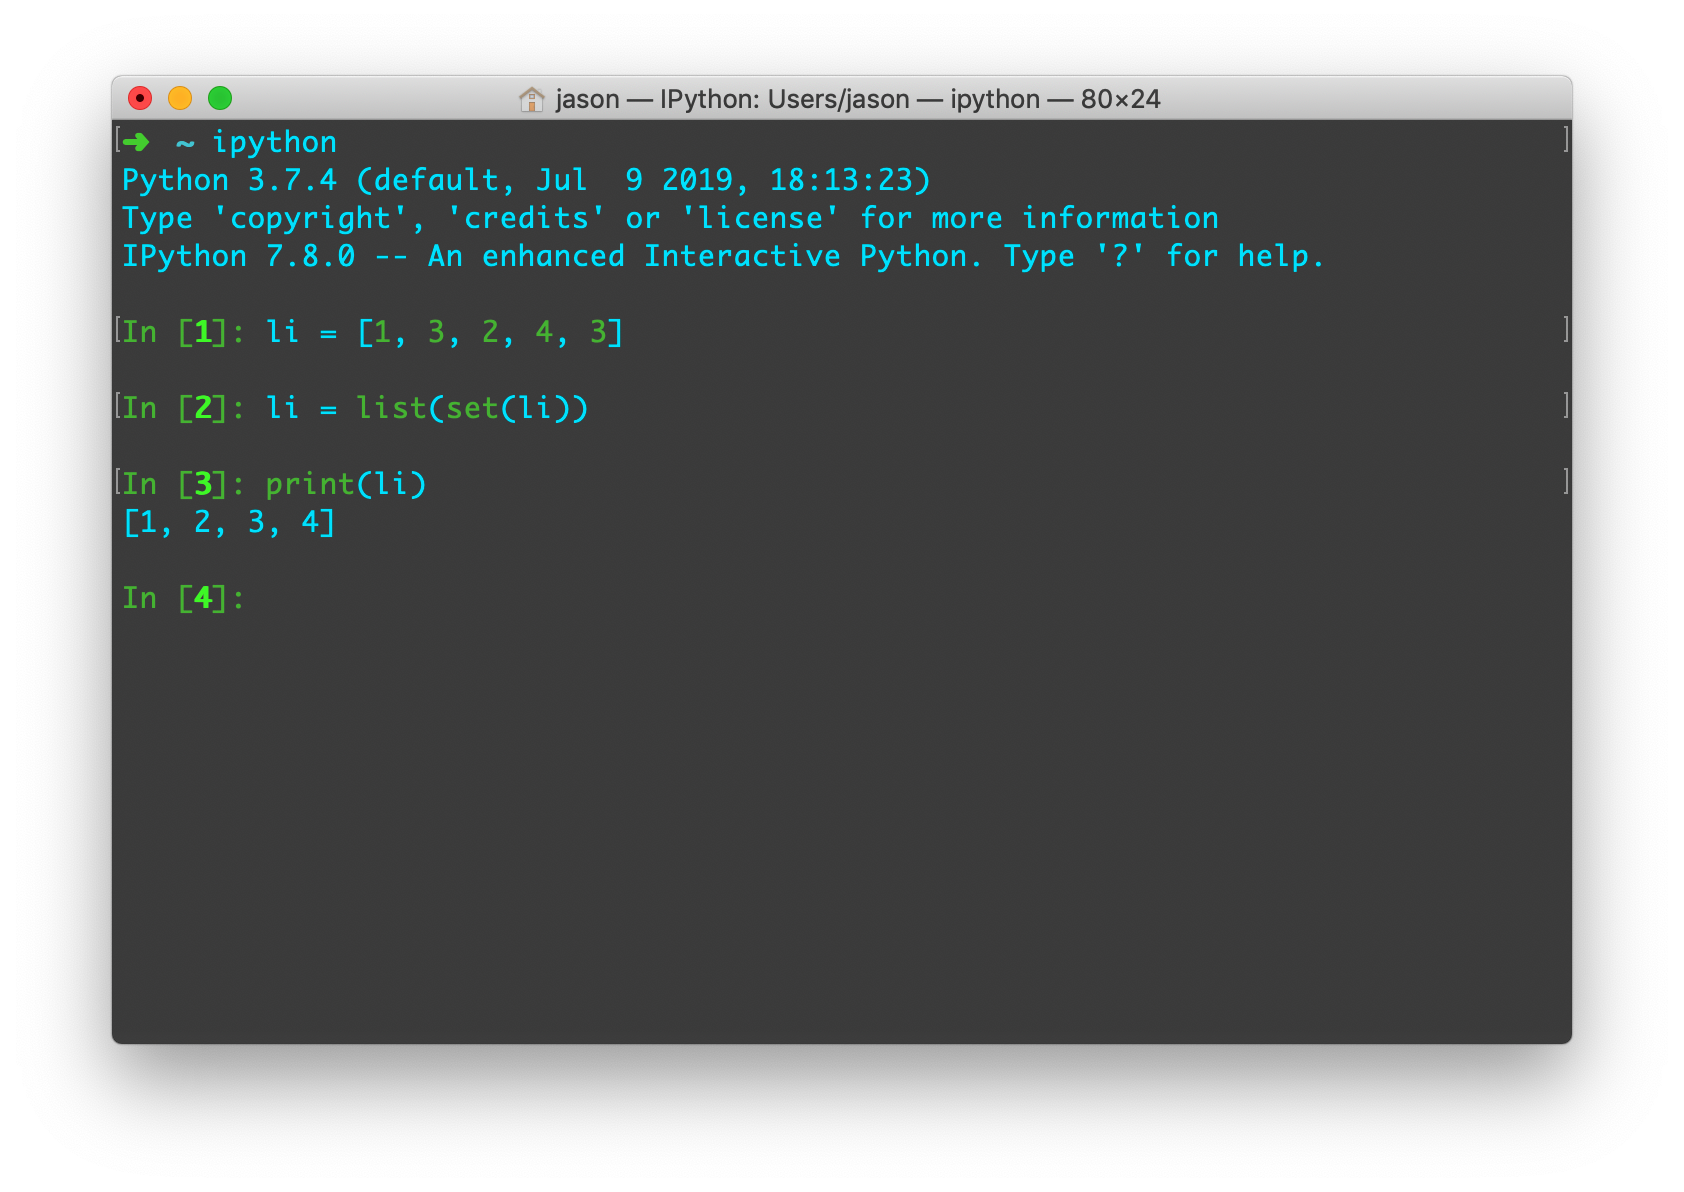 jason — IPython: Users/jason — ipython — 80×24
➜  ~ ipython
Python 3.7.4 (default, Jul  9 2019, 18:13:23)
Type 'copyright', 'credits' or 'license' for more information
IPython 7.8.0 -- An enhanced Interactive Python. Type '?' for help.
In [1]: li = [1, 3, 2, 4, 3]
In [2]: li = list(set(li))
In [3]: print(li)
[1, 2, 3, 4]
In [4]: